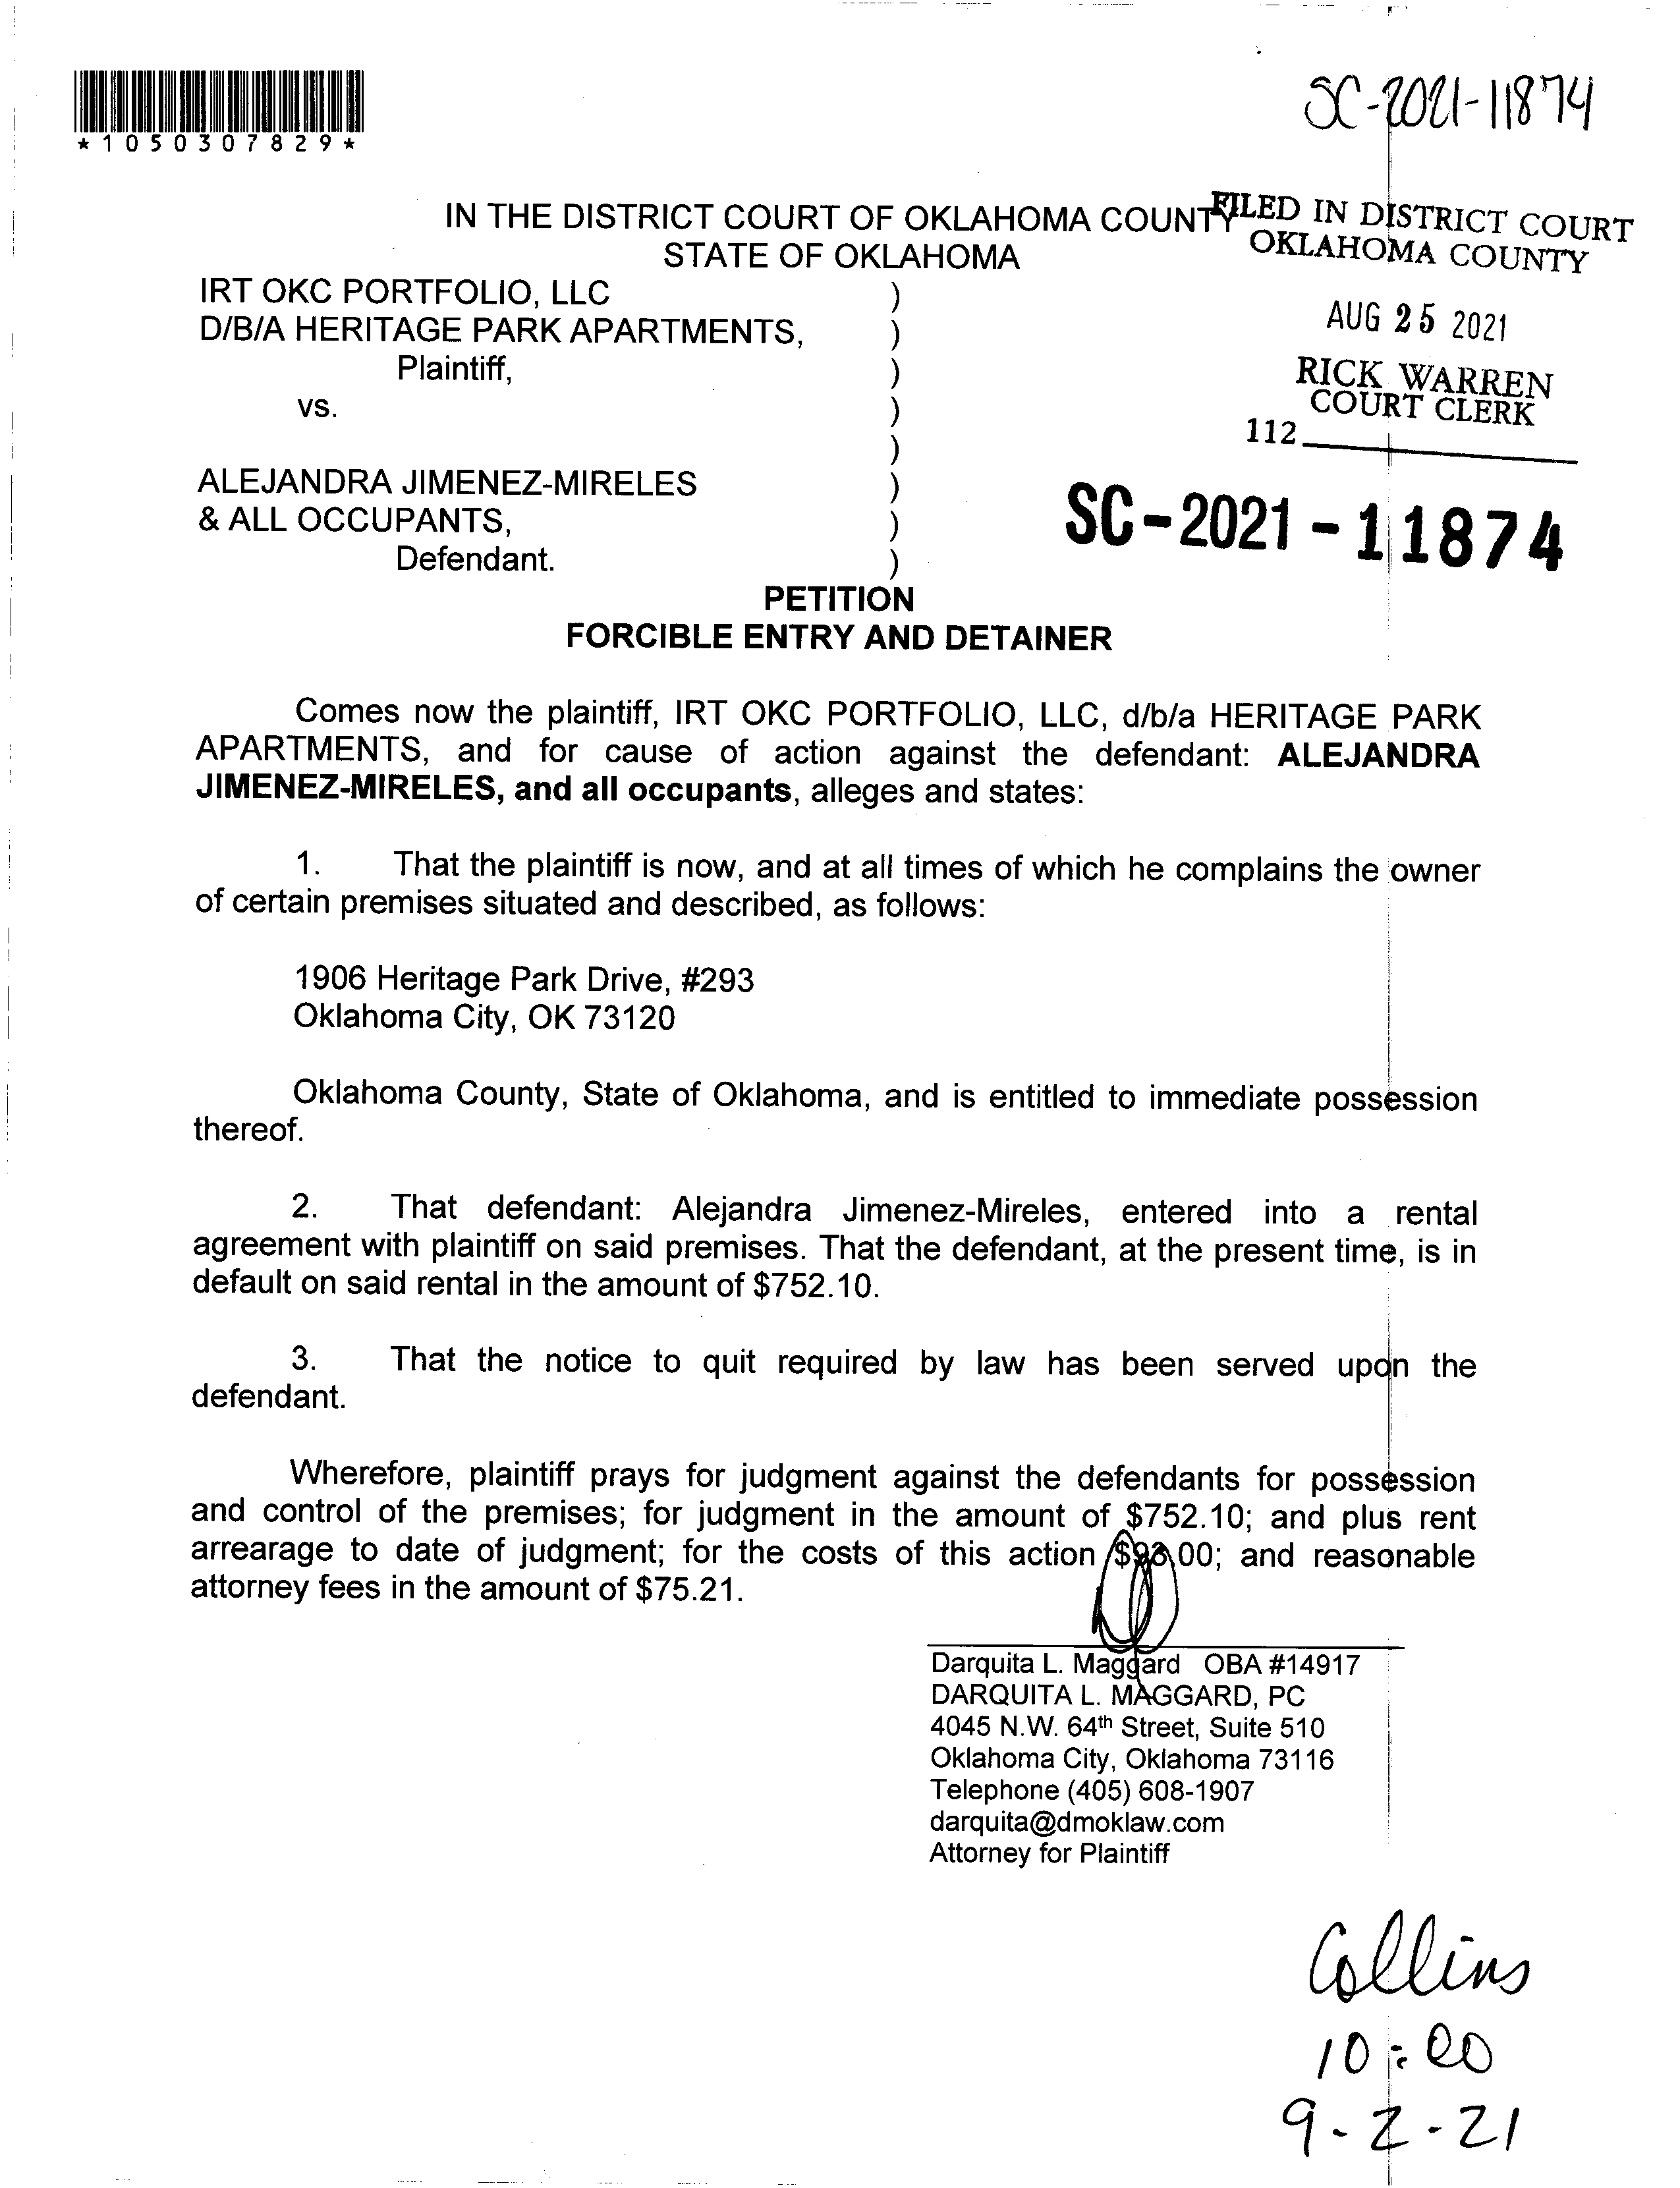 SC-2021-11874
*1050307829*
IN THE DISTRICT COURT OF OKLAHOMA COUNTY
STATE OF OKLAHOMA
FILED IN DISTRICT COURT
OKLAHOMA COUNTY
AUG 25 2021
RICK WARREN
COURT CLERK
112
IRT OKC PORTFOLIO, LLC )
D/B/A HERITAGE PARK APARTMENTS, )
Plaintiff, )
vs. )
)
ALEJANDRA JIMENEZ-MIRELES )
& ALL OCCUPANTS, )
Defendant. )
SC-2021-11874
PETITION
FORCIBLE ENTRY AND DETAINER
Comes now the plaintiff, IRT OKC PORTFOLIO, LLC, d/b/a HERITAGE PARK
APARTMENTS, and for cause of action against the defendant: ALEJANDRA
JIMENEZ-MIRELES, and all occupants, alleges and states:
1. That the plaintiff is now, and at all times of which he complains the owner
of certain premises situated and described, as follows:
1906 Heritage Park Drive, #293
Oklahoma City, OK 73120
Oklahoma County, State of Oklahoma, and is entitled to immediate possession
thereof.
2. That defendant: Alejandra Jimenez-Mireles, entered into a rental
agreement with plaintiff on said premises. That the defendant, at the present time, is in
default on said rental in the amount of $752.10.
3. That the notice to quit required by law has been served upon the
defendant.
Wherefore, plaintiff prays for judgment against the defendants for possession
and control of the premises; for judgment in the amount of $752.10; and plus rent
arrearage to date of judgment; for the costs of this action and reasonable
attorney fees in the amount of $75.21.
Darquita L. Maggard OBA #14917
DARQUITA L. MAGGARD, PC
4045 N.W. 64th Street, Suite 510
Oklahoma City, Oklahoma 73116
Telephone (405) 608-1907
darquita@dmoklaw.com
Attorney for Plaintiff
Collins
10:00
9-2-21